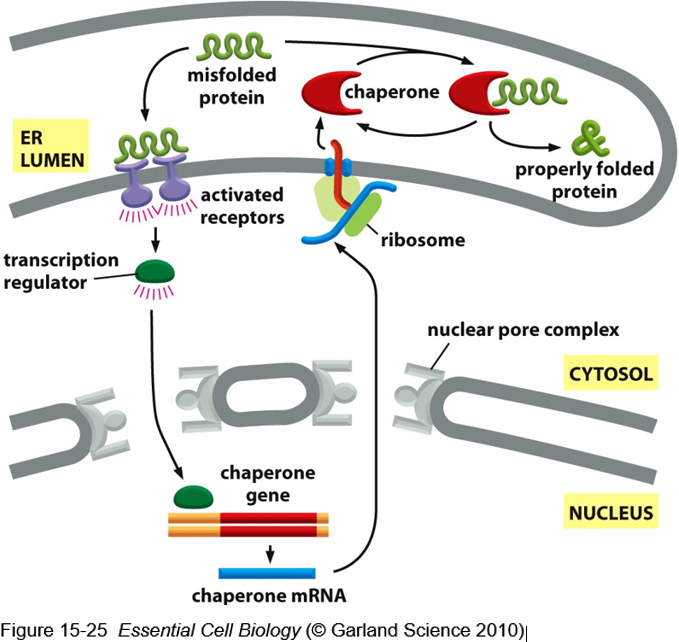 misfolded
protein
chaperone
ER
LUMEN
properly folded
protein
activated
receptors
ribosome
transcription
regulator
nuclear pore complex
CYTOSOL
chaperone
gene
NUCLEUS
chaperone mRNA
Figure 15-25 Essential Cell Biology (© Garland Science 2010)